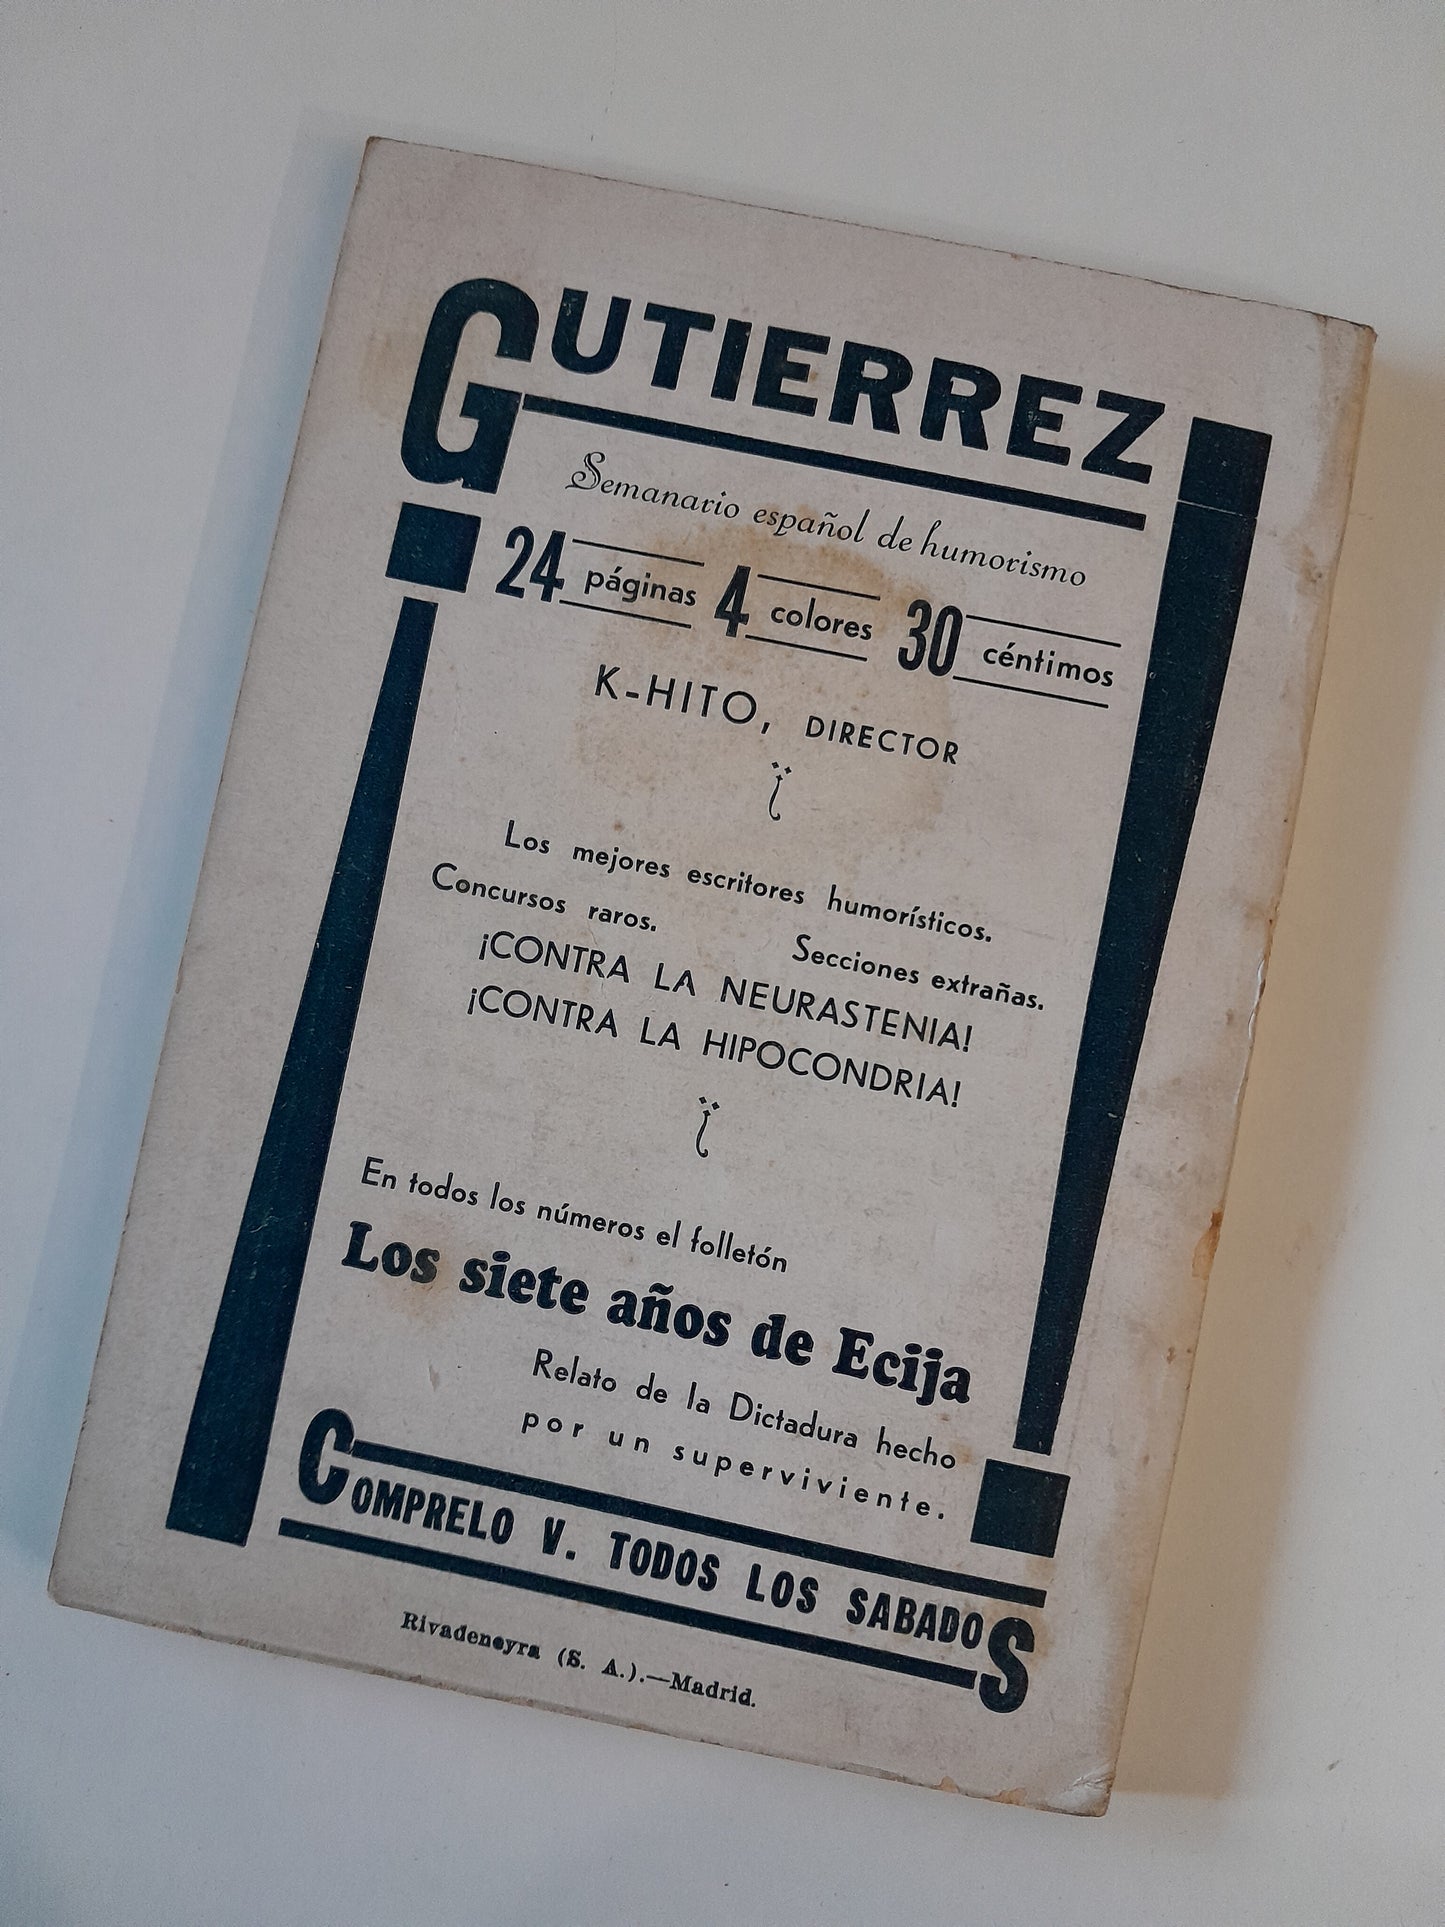 GUTIERREZ
Semanario español de humorismo
24 páginas 4 colores 30 céntimos
K-HITO, DIRECTOR
Los mejores escritores humorísticos.
Concursos raros. Secciones extrañas.
¡CONTRA LA NEURASTENIA!
¡CONTRA LA HIPOCONDRIA!
En todos los números el folletón
Los siete años de Ecija
Relato de la Dictadura hecho
por un superviviente.
COMPRELO V. TODOS LOS SABADOS
Rivadeneyra (S. A.).—Madrid.